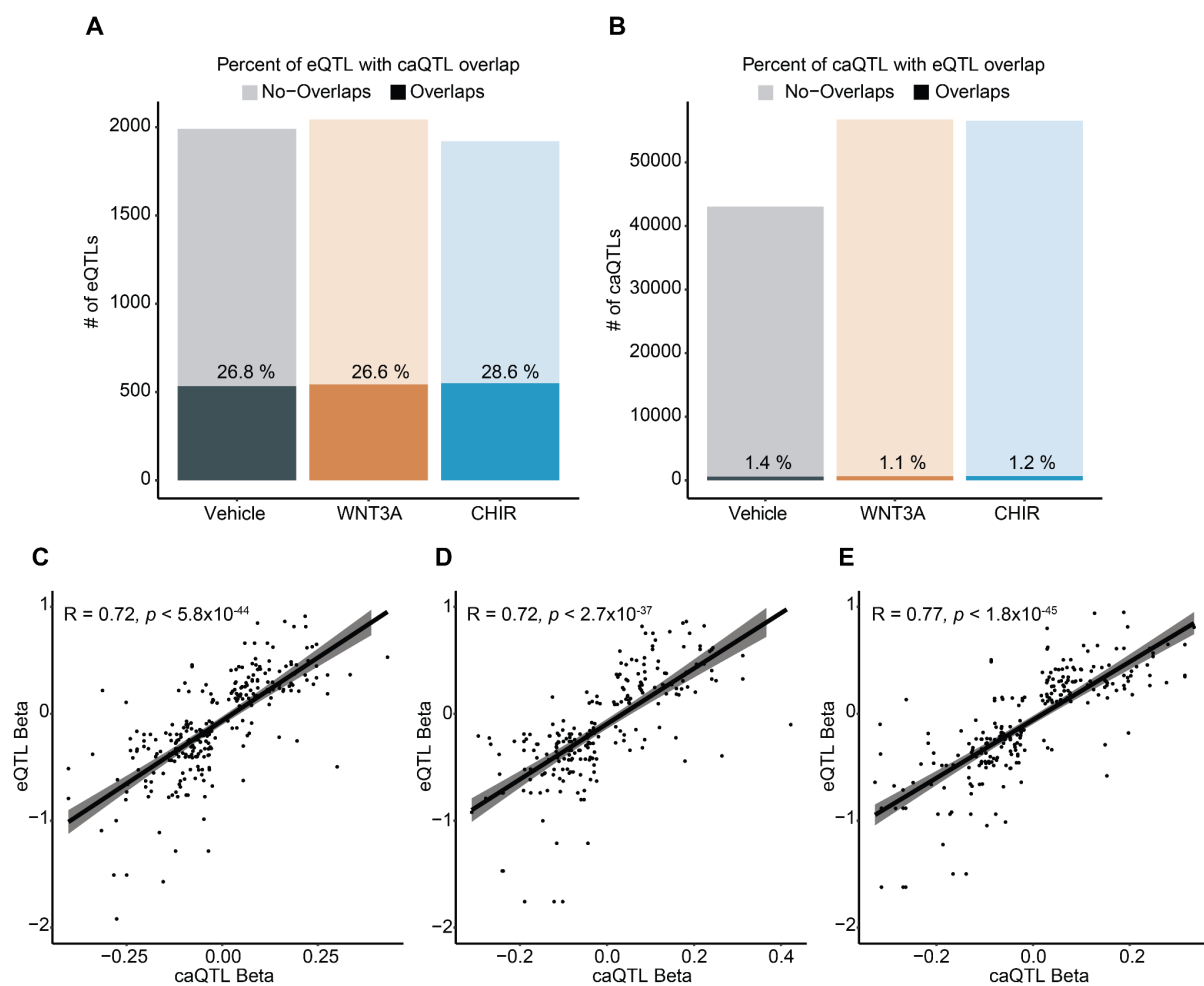 A
Percent of eQTL with caQTL overlap
No−Overlaps Overlaps
# of eQTLs
2000
1500
1000
500
0
26.8 % 26.6 % 28.6 %
Vehicle WNT3A CHIR
B
Percent of caQTL with eQTL overlap
No−Overlaps Overlaps
# of caQTLs
50000
40000
30000
20000
10000
0
1.4 % 1.1 % 1.2 %
Vehicle WNT3A CHIR
C
R = 0.72, p < 5.8x10⁻⁴⁴
eQTL Beta
1
0
−1
−2
−0.25 0.00 0.25
caQTL Beta
D
R = 0.72, p < 2.7x10⁻³⁷
eQTL Beta
1
0
−1
−2
−0.2 0.0 0.2 0.4
caQTL Beta
E
R = 0.77, p < 1.8x10⁻⁴⁵
eQTL Beta
1
0
−1
−2
−0.2 0.0 0.2
caQTL Beta